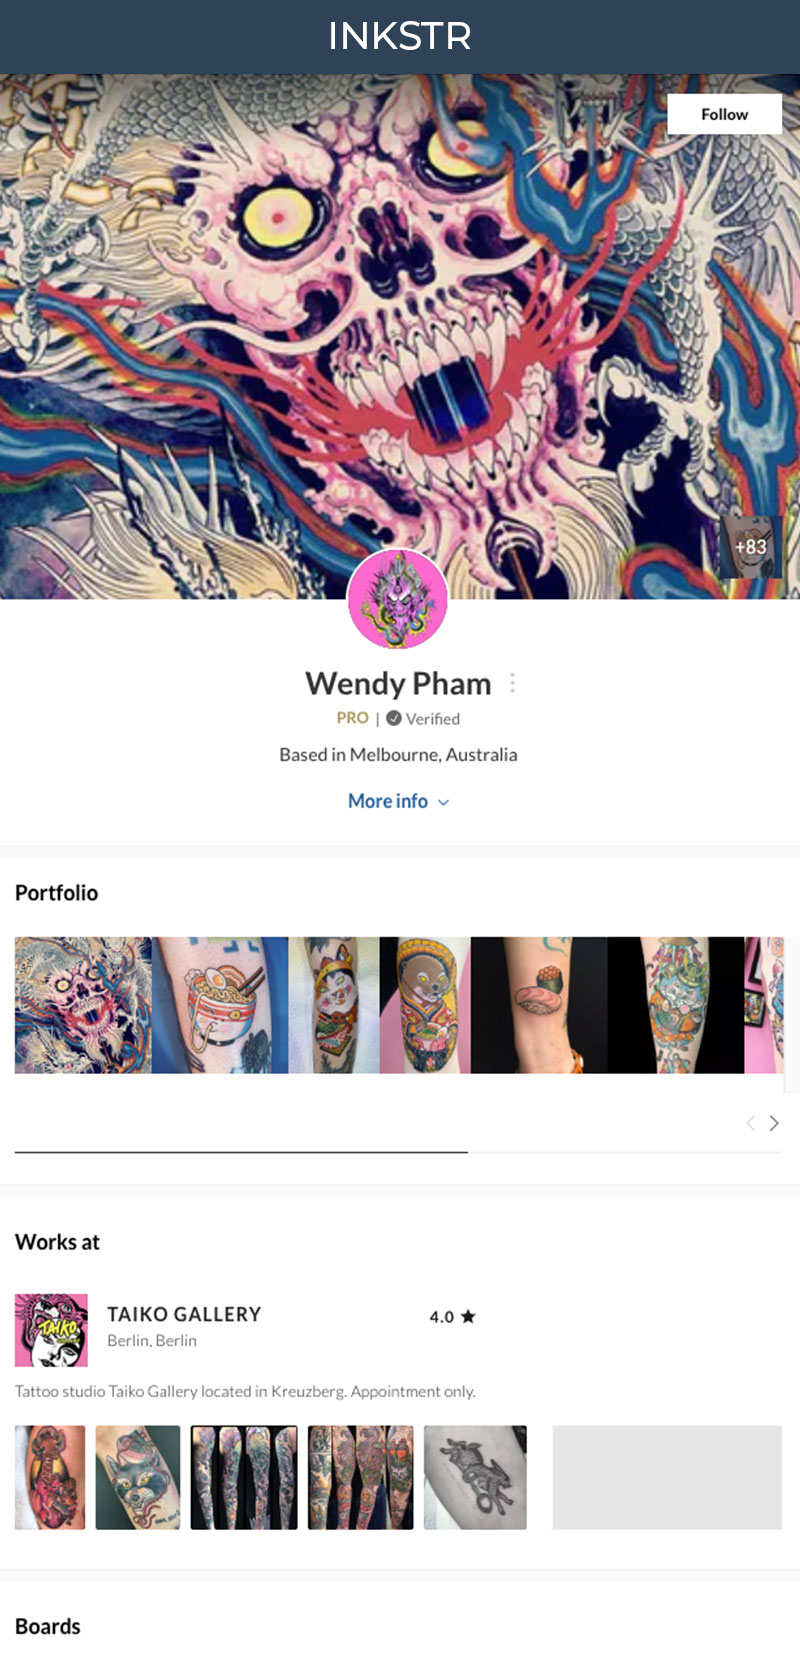 INKSTR
Follow
+83
Wendy Pham
PRO | Verified
Based in Melbourne, Australia
More info
Portfolio
Works at
TAIKO
TAIKO GALLERY
4.0 ★
Berlin, Berlin
Tattoo studio Taiko Gallery located in Kreuzberg. Appointment only.
Boards